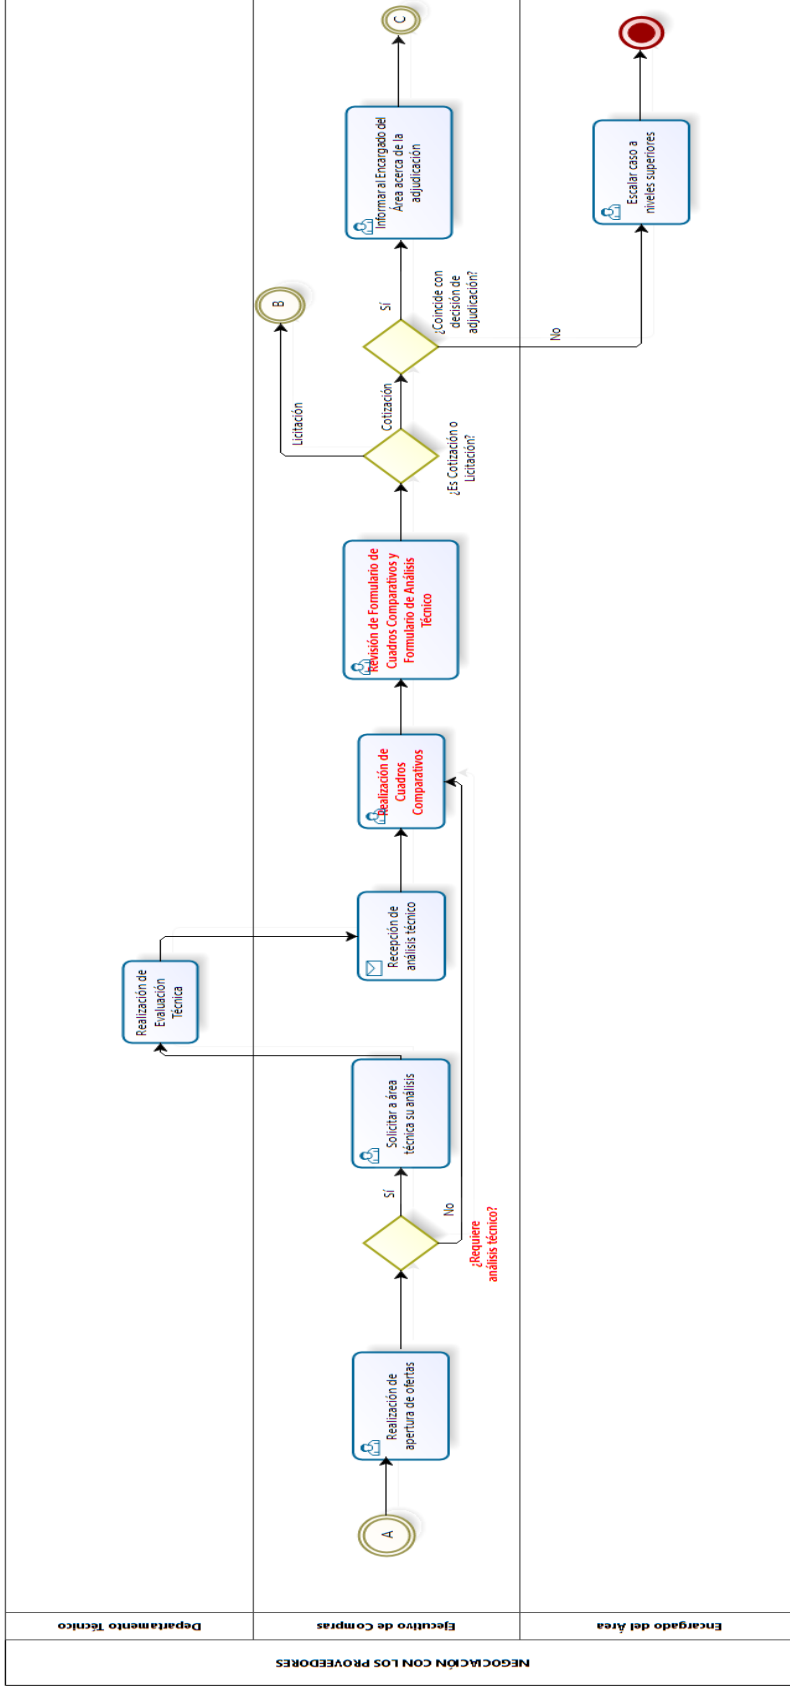 NEGOCIACIÓN CON LOS PROVEEDORES
Departamento Técnico
Ejecutivo de Compras
Encargado del Área
A
Realización de
apertura de ofertas
¿Requiere
análisis técnico?
Sí
No
Solicitar a área
técnica su análisis
Realización de
Evaluación
Técnica
Recepción de
análisis técnico
Realización de
Cuadros
Comparativos
Revisión de Formulario de
Cuadros Comparativos y
Formulario de Análisis
Técnico
¿Es Cotización o
Licitación?
Licitación
B
Cotización
¿Coincide con
decisión de
adjudicación?
Sí
No
Informar al Encargado del
Área acerca de la
adjudicación
C
Escalar caso a
niveles superiores